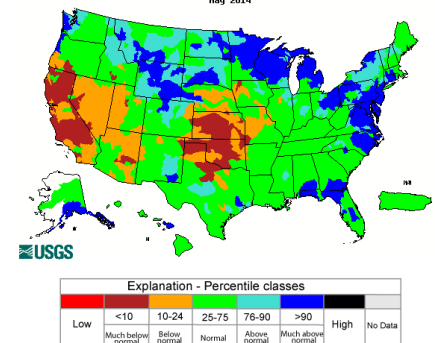 May 2014
USGS
Explanation - Percentile classes
Low
<10
10-24
25-75
76-90
>90
High
No Data
Much below normal
Below normal
Normal
Above normal
Much above normal